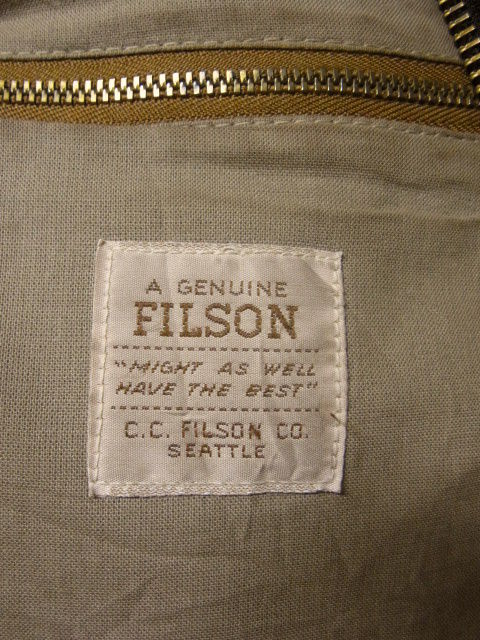 A GENUINE
FILSON
"MIGHT AS WELL
HAVE THE BEST"
C.C. FILSON CO.
SEATTLE